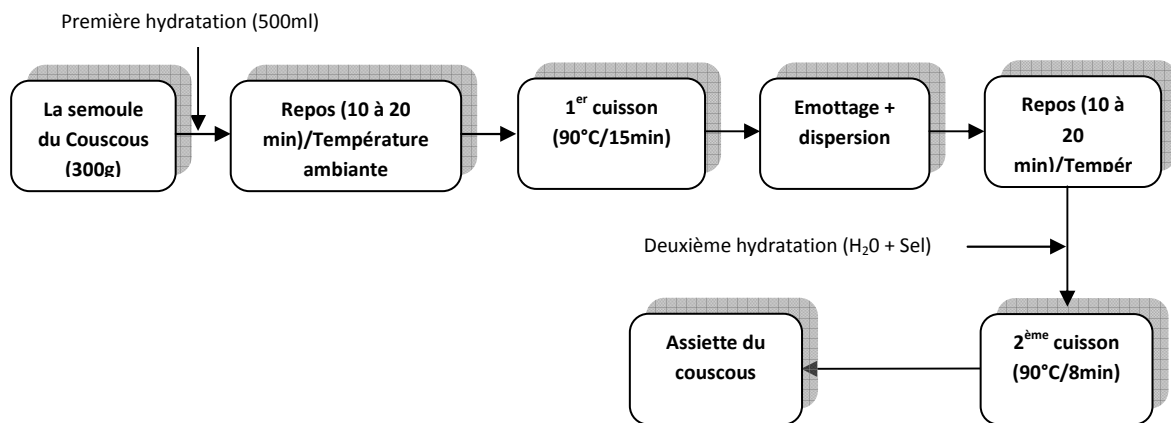 Première hydratation (500ml)
La semoule
du Couscous
(300g)
Repos (10 à 20
min)/Température
ambiante
1er cuisson
(90°C/15min)
Emottage +
dispersion
Repos (10 à
20
min)/Tempér
Deuxième hydratation (H20 + Sel)
2ème cuisson
(90°C/8min)
Assiette du
couscous